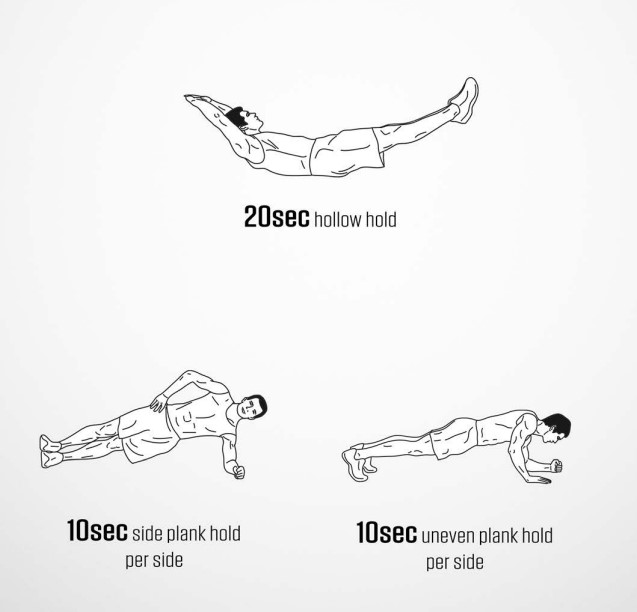 20sec hollow hold
10sec side plank hold
per side
10sec uneven plank hold
per side